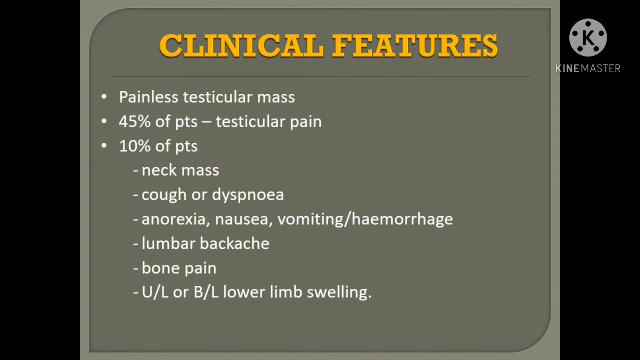 CLINICAL FEATURES
K
KINEMASTER
• Painless testicular mass
• 45% of pts – testicular pain
• 10% of pts
- neck mass
- cough or dyspnoea
- anorexia, nausea, vomiting/haemorrhage
- lumbar backache
- bone pain
- U/L or B/L lower limb swelling.